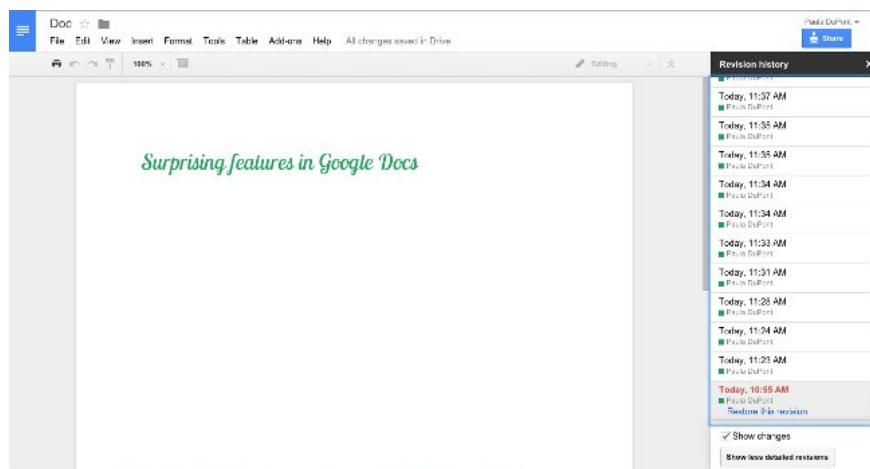 Doc
Paula DuPont
File Edit View Insert Format Tools Table Add-ons Help All changes saved in Drive
Share
100%
Editing
Revision history
Surprising features in Google Docs
Paula DuPont
Today, 11:37 AM
Paula DuPont
Today, 11:35 AM
Paula DuPont
Today, 11:35 AM
Paula DuPont
Today, 11:34 AM
Paula DuPont
Today, 11:34 AM
Paula DuPont
Today, 11:33 AM
Paula DuPont
Today, 11:31 AM
Paula DuPont
Today, 11:28 AM
Paula DuPont
Today, 11:24 AM
Paula DuPont
Today, 11:23 AM
Paula DuPont
Today, 10:55 AM
Paula DuPont
Restore this revision
Show changes
Show less detailed revisions